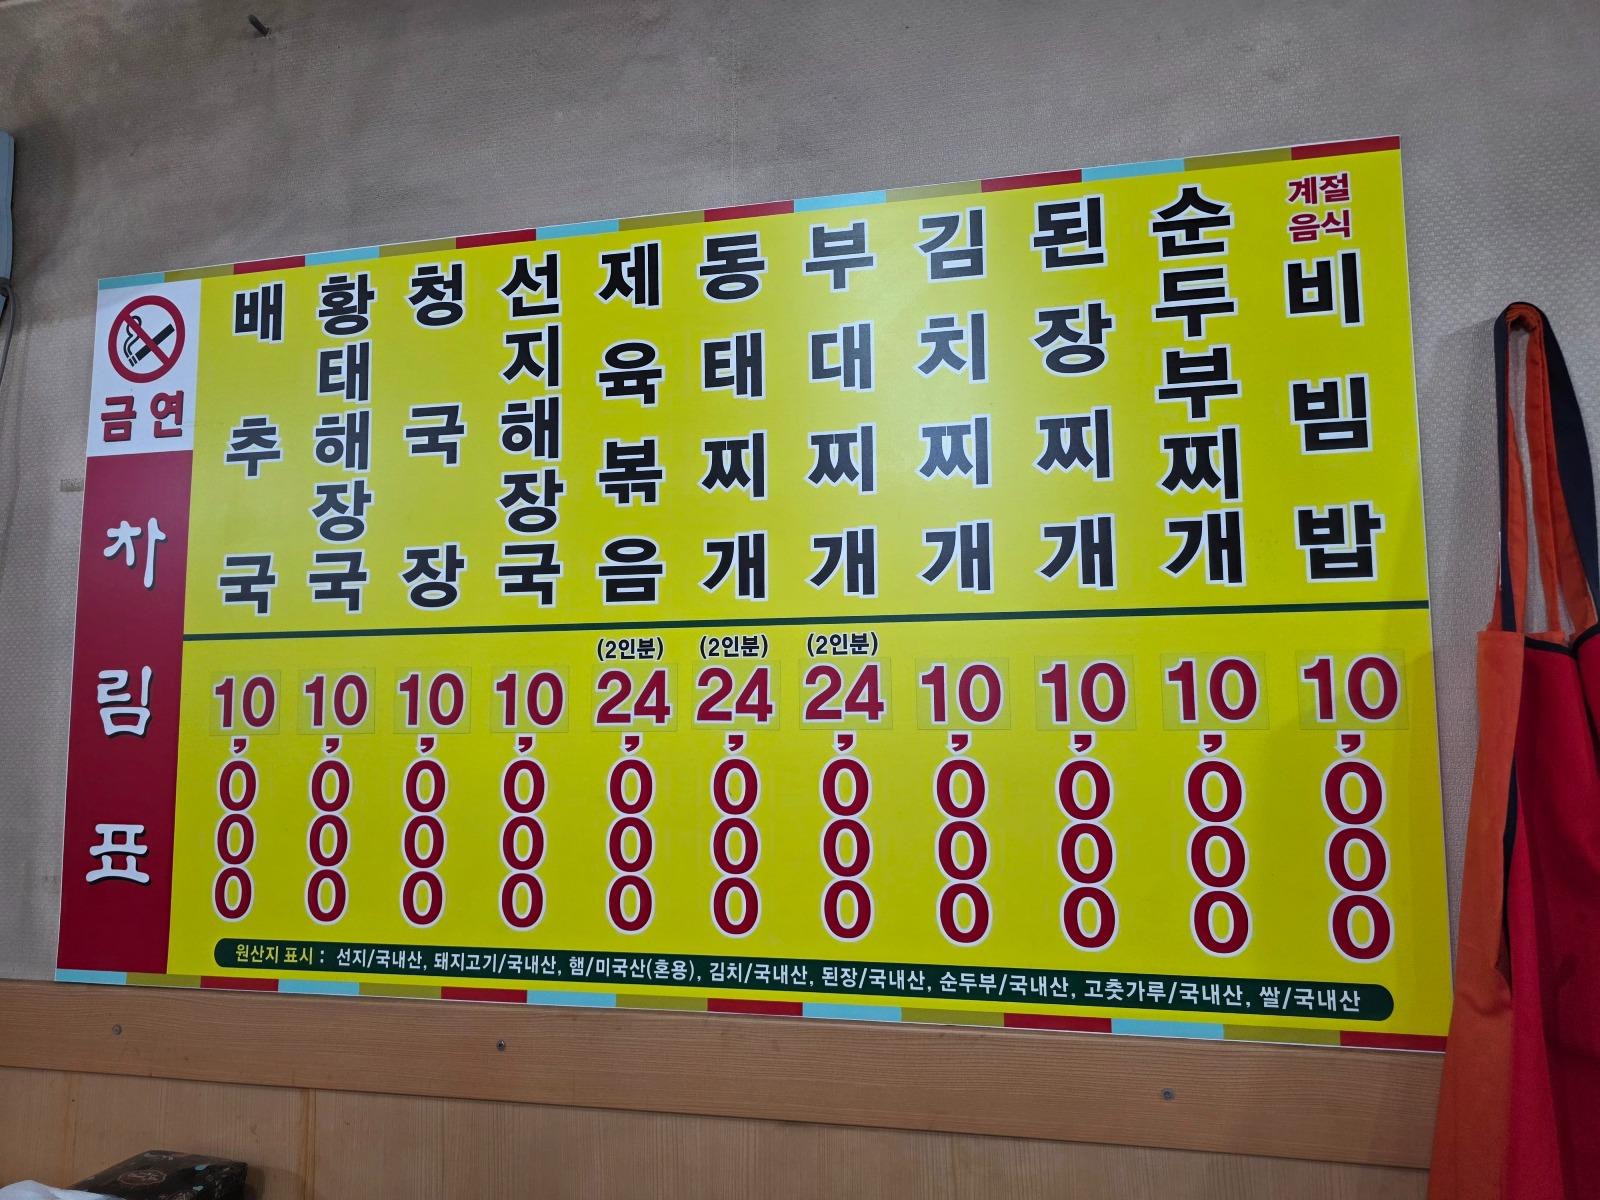 금연
차림표
배추국
황태해장국
청국장
선지해장국
제육볶음
동태찌개
부대찌개
김치찌개
된장찌개
순두부찌개
계절
음식
비빔밥
10,000
10,000
10,000
10,000
(2인분)
24,000
(2인분)
24,000
(2인분)
24,000
10,000
10,000
10,000
10,000
원산지 표시 : 선지/국내산, 돼지고기/국내산, 햄/미국산(혼용), 김치/국내산, 된장/국내산, 순두부/국내산, 고춧가루/국내산, 쌀/국내산